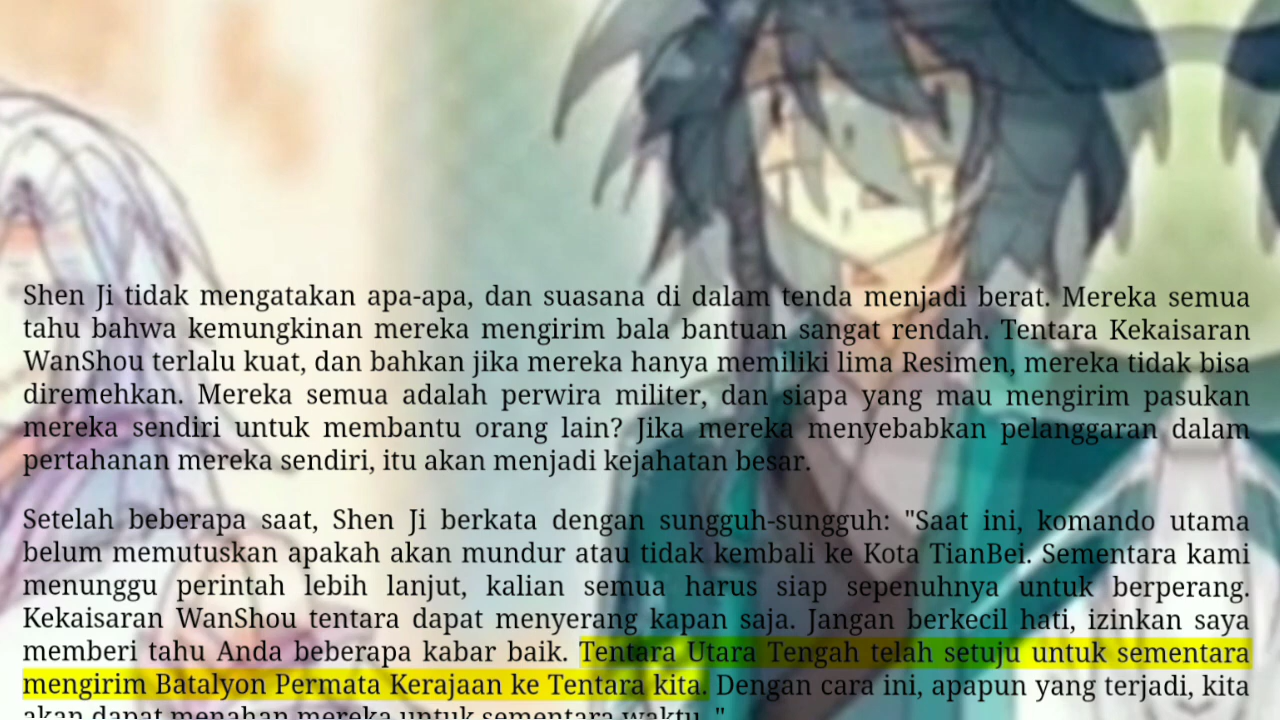 Shen Ji tidak mengatakan apa-apa, dan suasana di dalam tenda menjadi berat. Mereka semua
tahu bahwa kemungkinan mereka mengirim bala bantuan sangat rendah. Tentara Kekaisaran
WanShou terlalu kuat, dan bahkan jika mereka hanya memiliki lima Resimen, mereka tidak bisa
diremehkan. Mereka semua adalah perwira militer, dan siapa yang mau mengirim pasukan
mereka sendiri untuk membantu orang lain? Jika mereka menyebabkan pelanggaran dalam
pertahanan mereka sendiri, itu akan menjadi kejahatan besar.
Setelah beberapa saat, Shen Ji berkata dengan sungguh-sungguh: "Saat ini, komando utama
belum memutuskan apakah akan mundur atau tidak kembali ke Kota TianBei. Sementara kami
menunggu perintah lebih lanjut, kalian semua harus siap sepenuhnya untuk berperang.
Kekaisaran WanShou tentara dapat menyerang kapan saja. Jangan berkecil hati, izinkan saya
memberi tahu Anda beberapa kabar baik. Tentara Utara Tengah telah setuju untuk sementara
mengirim Batalyon Permata Kerajaan ke Tentara kita. Dengan cara ini, apapun yang terjadi, kita
akan dapat menahan mereka untuk sementara waktu. "